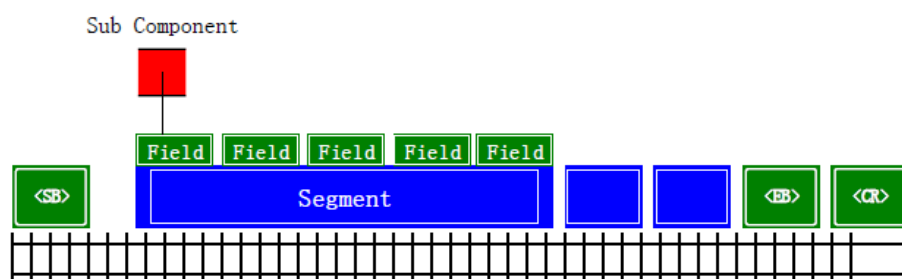 Sub Component
Field Field Field Field Field
<SB> Segment <EB> <CR>